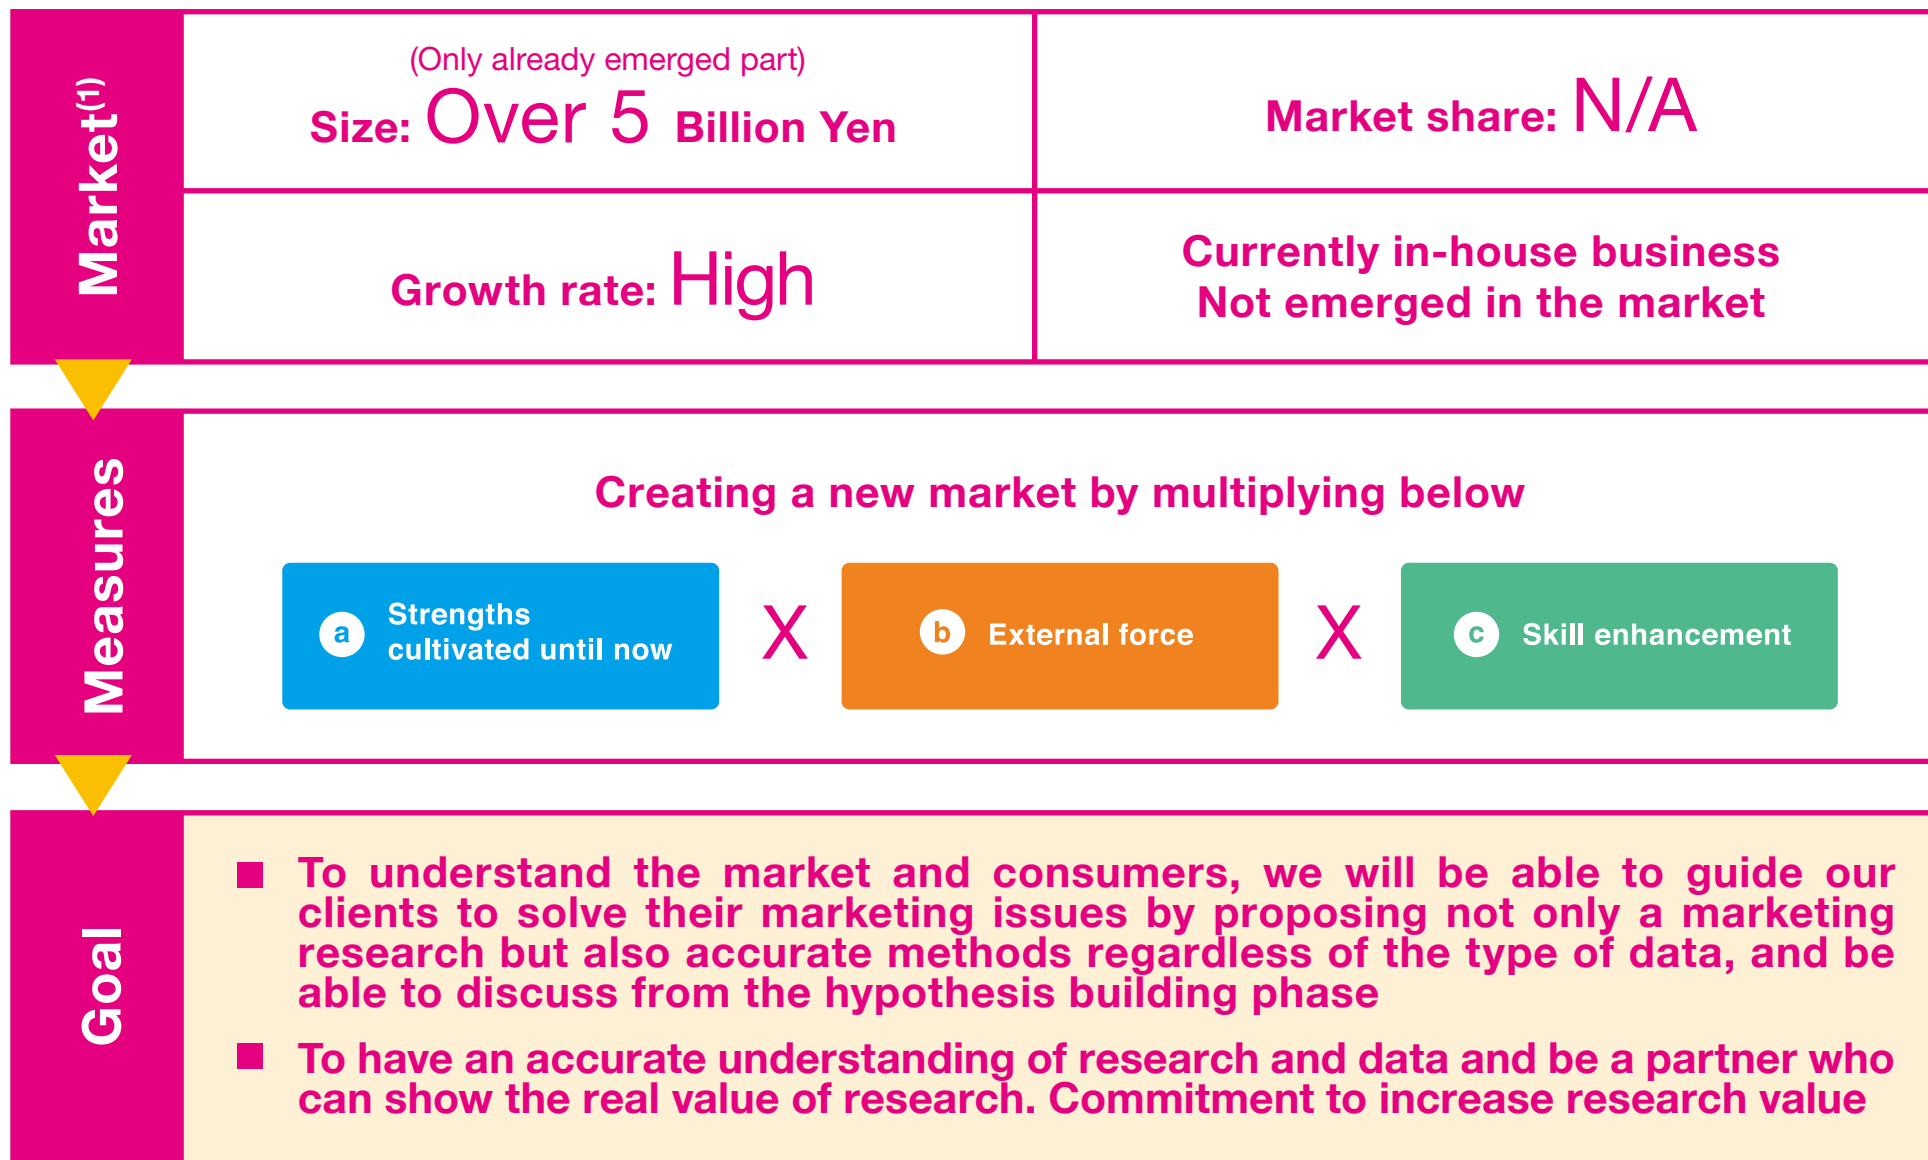 Market(1)
(Only already emerged part)
Size: Over 5 Billion Yen
Market share: N/A
Growth rate: High
Currently in-house business
Not emerged in the market
Measures
Creating a new market by multiplying below
a Strengths
cultivated until now
X
b External force
X
c Skill enhancement
Goal
To understand the market and consumers, we will be able to guide our
clients to solve their marketing issues by proposing not only a marketing
research but also accurate methods regardless of the type of data, and be
able to discuss from the hypothesis building phase
To have an accurate understanding of research and data and be a partner who
can show the real value of research. Commitment to increase research value